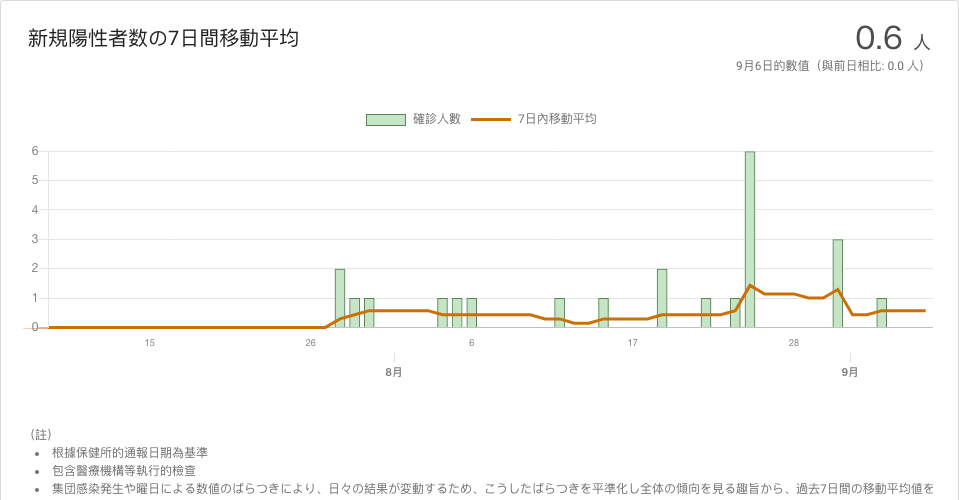 新規陽性者数の7日間移動平均
0.6 人
9月6日的數值（與前日相比: 0.0 人）
確診人數 7日內移動平均
6
5
4
3
2
1
0
15 26 6 17 28
8月 9月
（註）
• 根據保健所的通報日期為基準
• 包含醫療機構等執行的檢查
• 集団感染発生や曜日による数値のばらつきにより、日々の結果が変動するため、こうしたばらつきを平準化し全体の傾向を見る趣旨から、過去7日間の移動平均値を